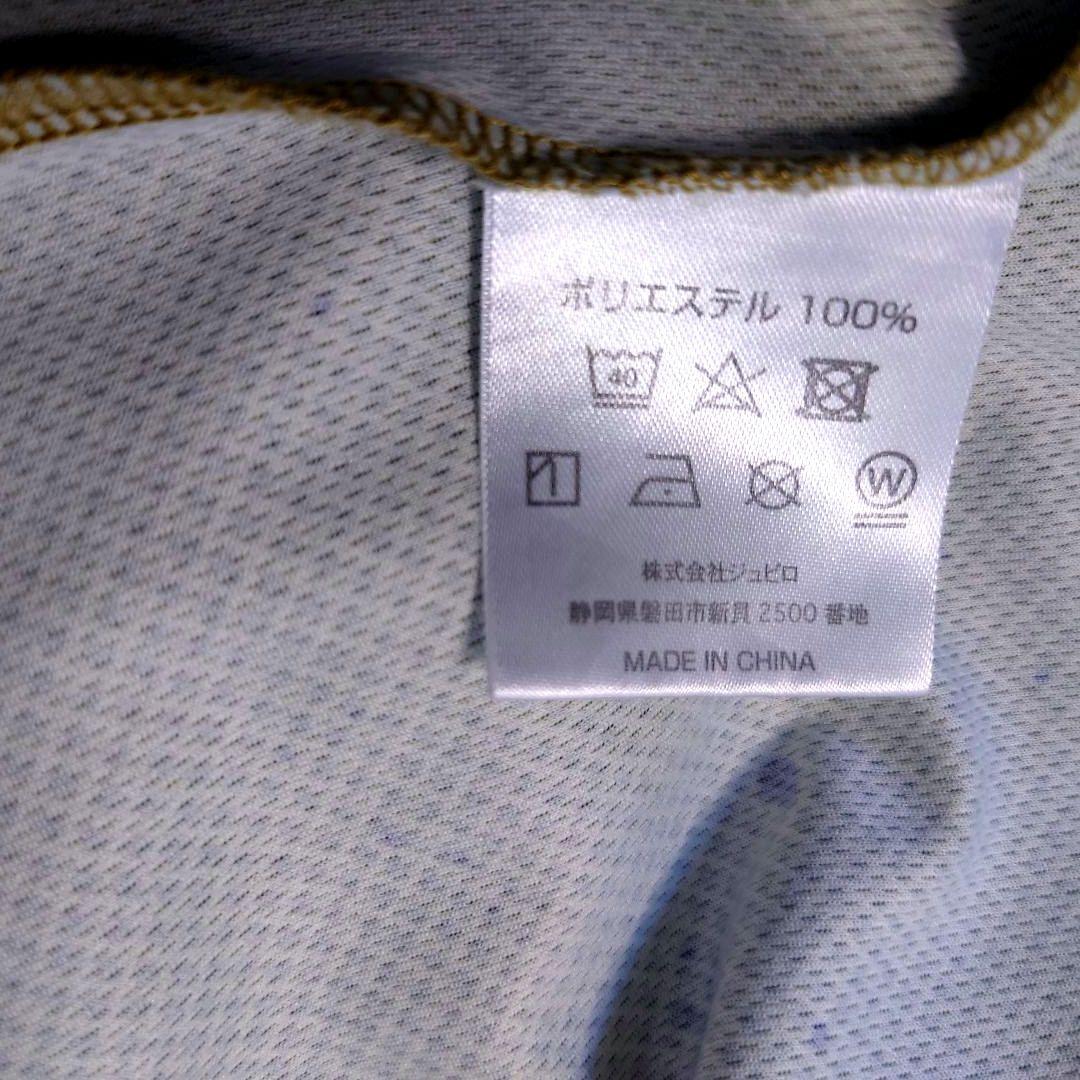 ポリエステル 100%
40
W
株式会社ジュビロ
静岡県磐田市新貝 2500 番地
MADE IN CHINA